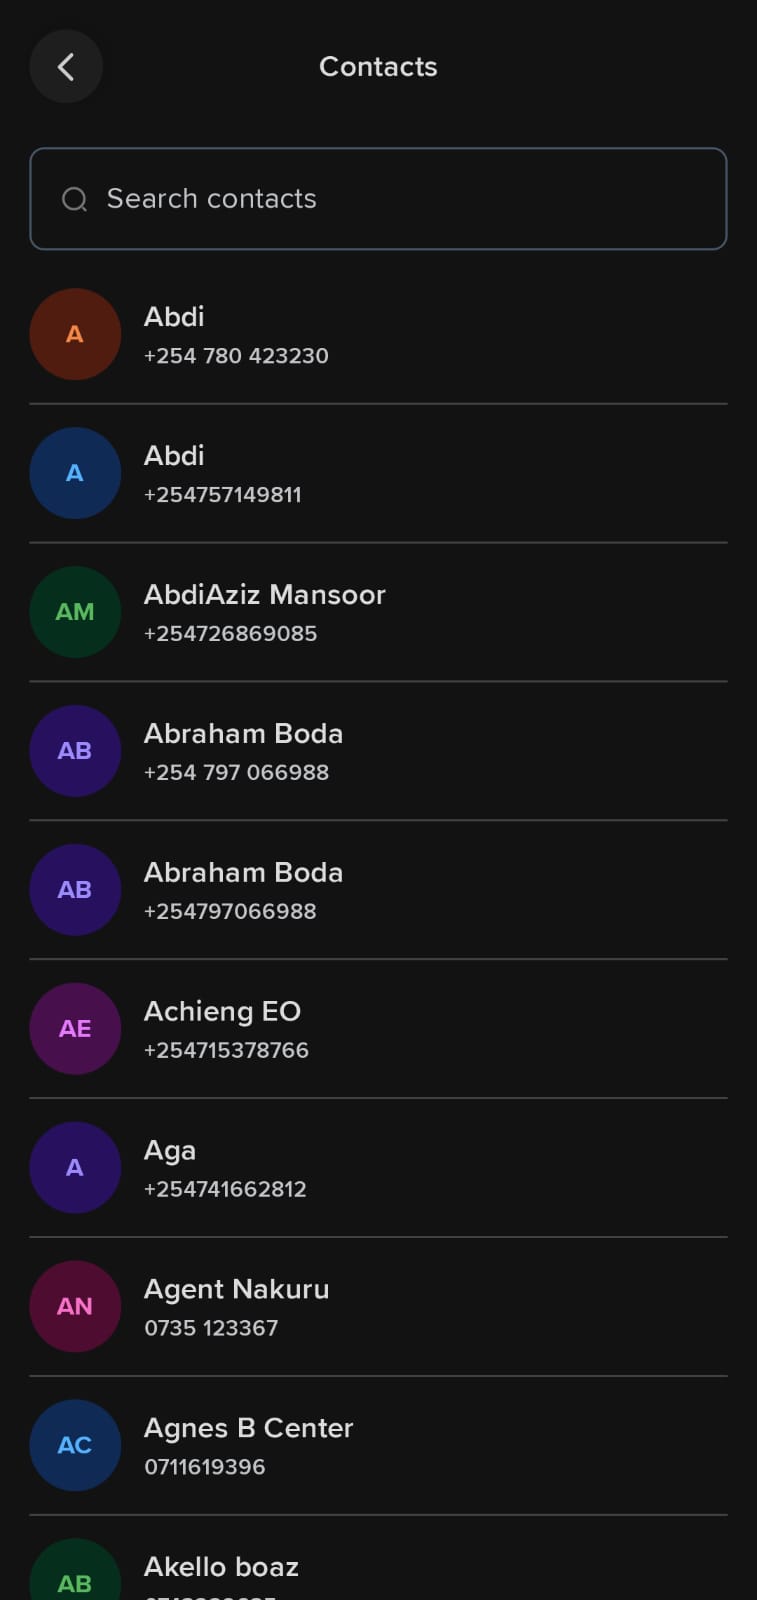 Contacts
Search contacts
A
Abdi
+254 780 423230
A
Abdi
+254757149811
AM
AbdiAziz Mansoor
+254726869085
AB
Abraham Boda
+254 797 066988
AB
Abraham Boda
+254797066988
AE
Achieng EO
+254715378766
A
Aga
+254741662812
AN
Agent Nakuru
0735 123367
AC
Agnes B Center
0711619396
AB
Akello boaz